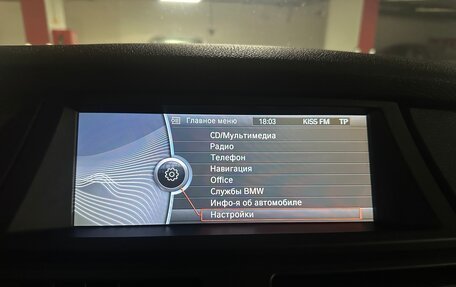 Главное меню 18:03 KISS FM TP
CD/Мультимедиа
Радио
Телефон
Навигация
Office
Службы BMW
Инфо-я об автомобиле
Настройки